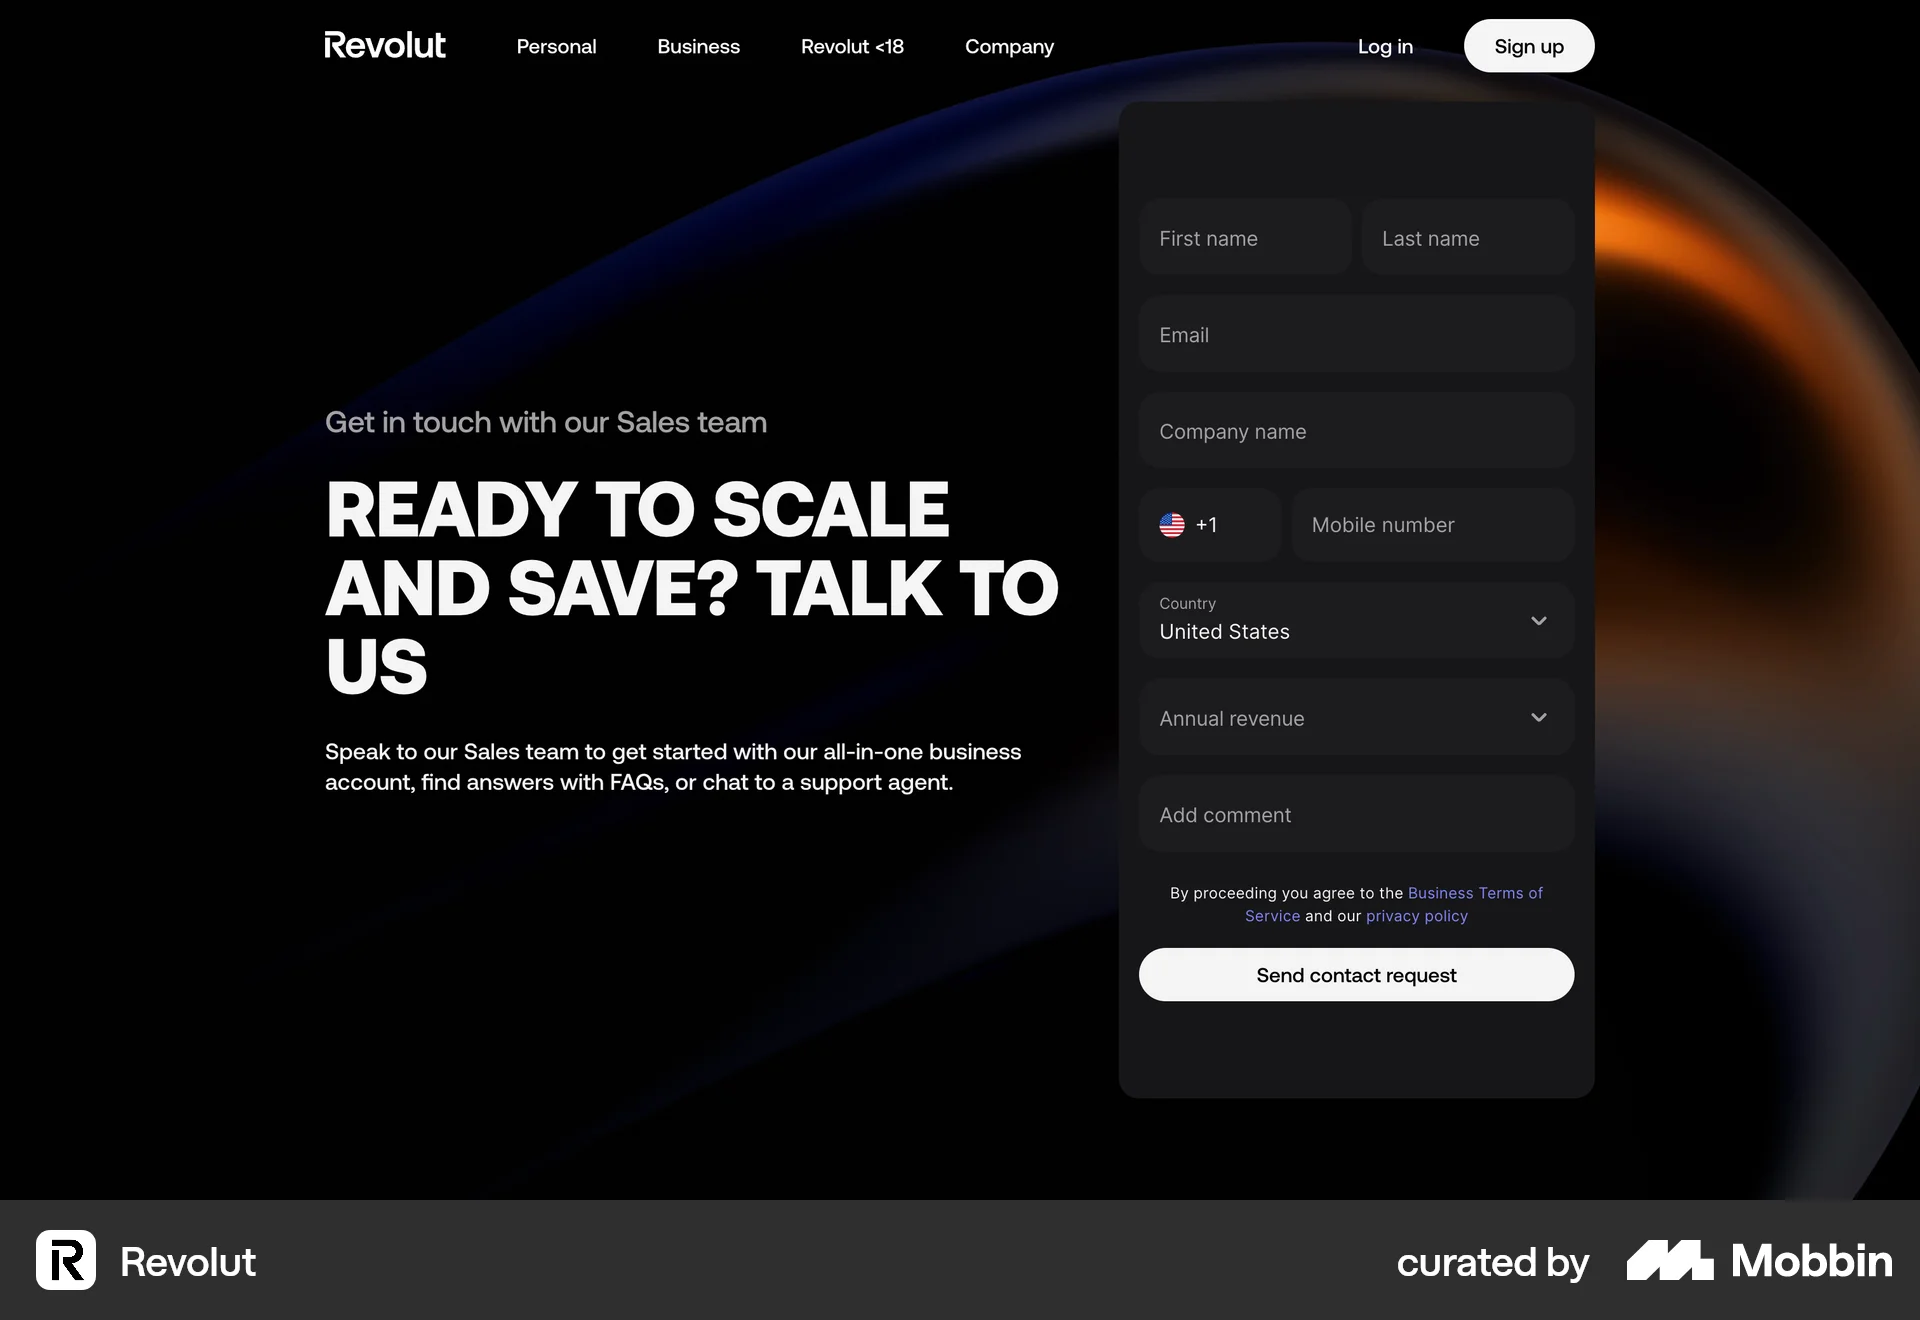 Revolut
Personal
Business
Revolut <18
Company
Log in
Sign up
Get in touch with our Sales team
READY TO SCALE
AND SAVE? TALK TO
US
Speak to our Sales team to get started with our all-in-one business
account, find answers with FAQs, or chat to a support agent.
First name
Last name
Email
Company name
+1
Mobile number
Country
United States
Annual revenue
Add comment
By proceeding you agree to the Business Terms of
Service and our privacy policy
Send contact request
R Revolut
curated by Mobbin